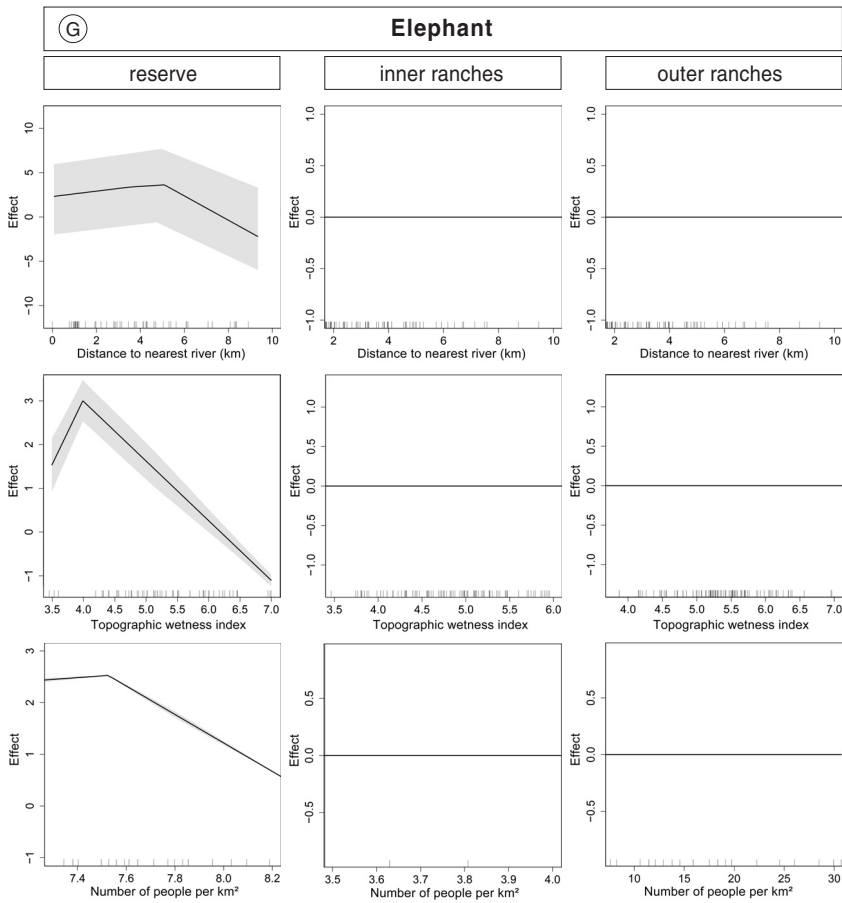 G Elephant
reserve inner ranches outer ranches
Effect
10
5
0
−5
−10
0 2 4 6 8 10
Distance to nearest river (km)
Effect
1.0
0.5
0.0
−0.5
−1.0
2 4 6 8 10
Distance to nearest river (km)
Effect
1.0
0.5
0.0
−0.5
−1.0
2 4 6 8 10
Distance to nearest river (km)
Effect
3
2
1
0
−1
3.5 4.0 4.5 5.0 5.5 6.0 6.5 7.0
Topographic wetness index
Effect
1.0
0.5
0.0
−0.5
−1.0
3.5 4.0 4.5 5.0 5.5 6.0
Topographic wetness index
Effect
1.0
0.5
0.0
−0.5
−1.0
4.0 4.5 5.0 5.5 6.0 6.5 7.0
Topographic wetness index
Effect
3
2
1
0
−1
7.4 7.6 7.8 8.0 8.2
Number of people per km²
Effect
0.5
0.0
−0.5
3.5 3.6 3.7 3.8 3.9 4.0
Number of people per km²
Effect
0.5
0.0
−0.5
10 15 20 25 30
Number of people per km²